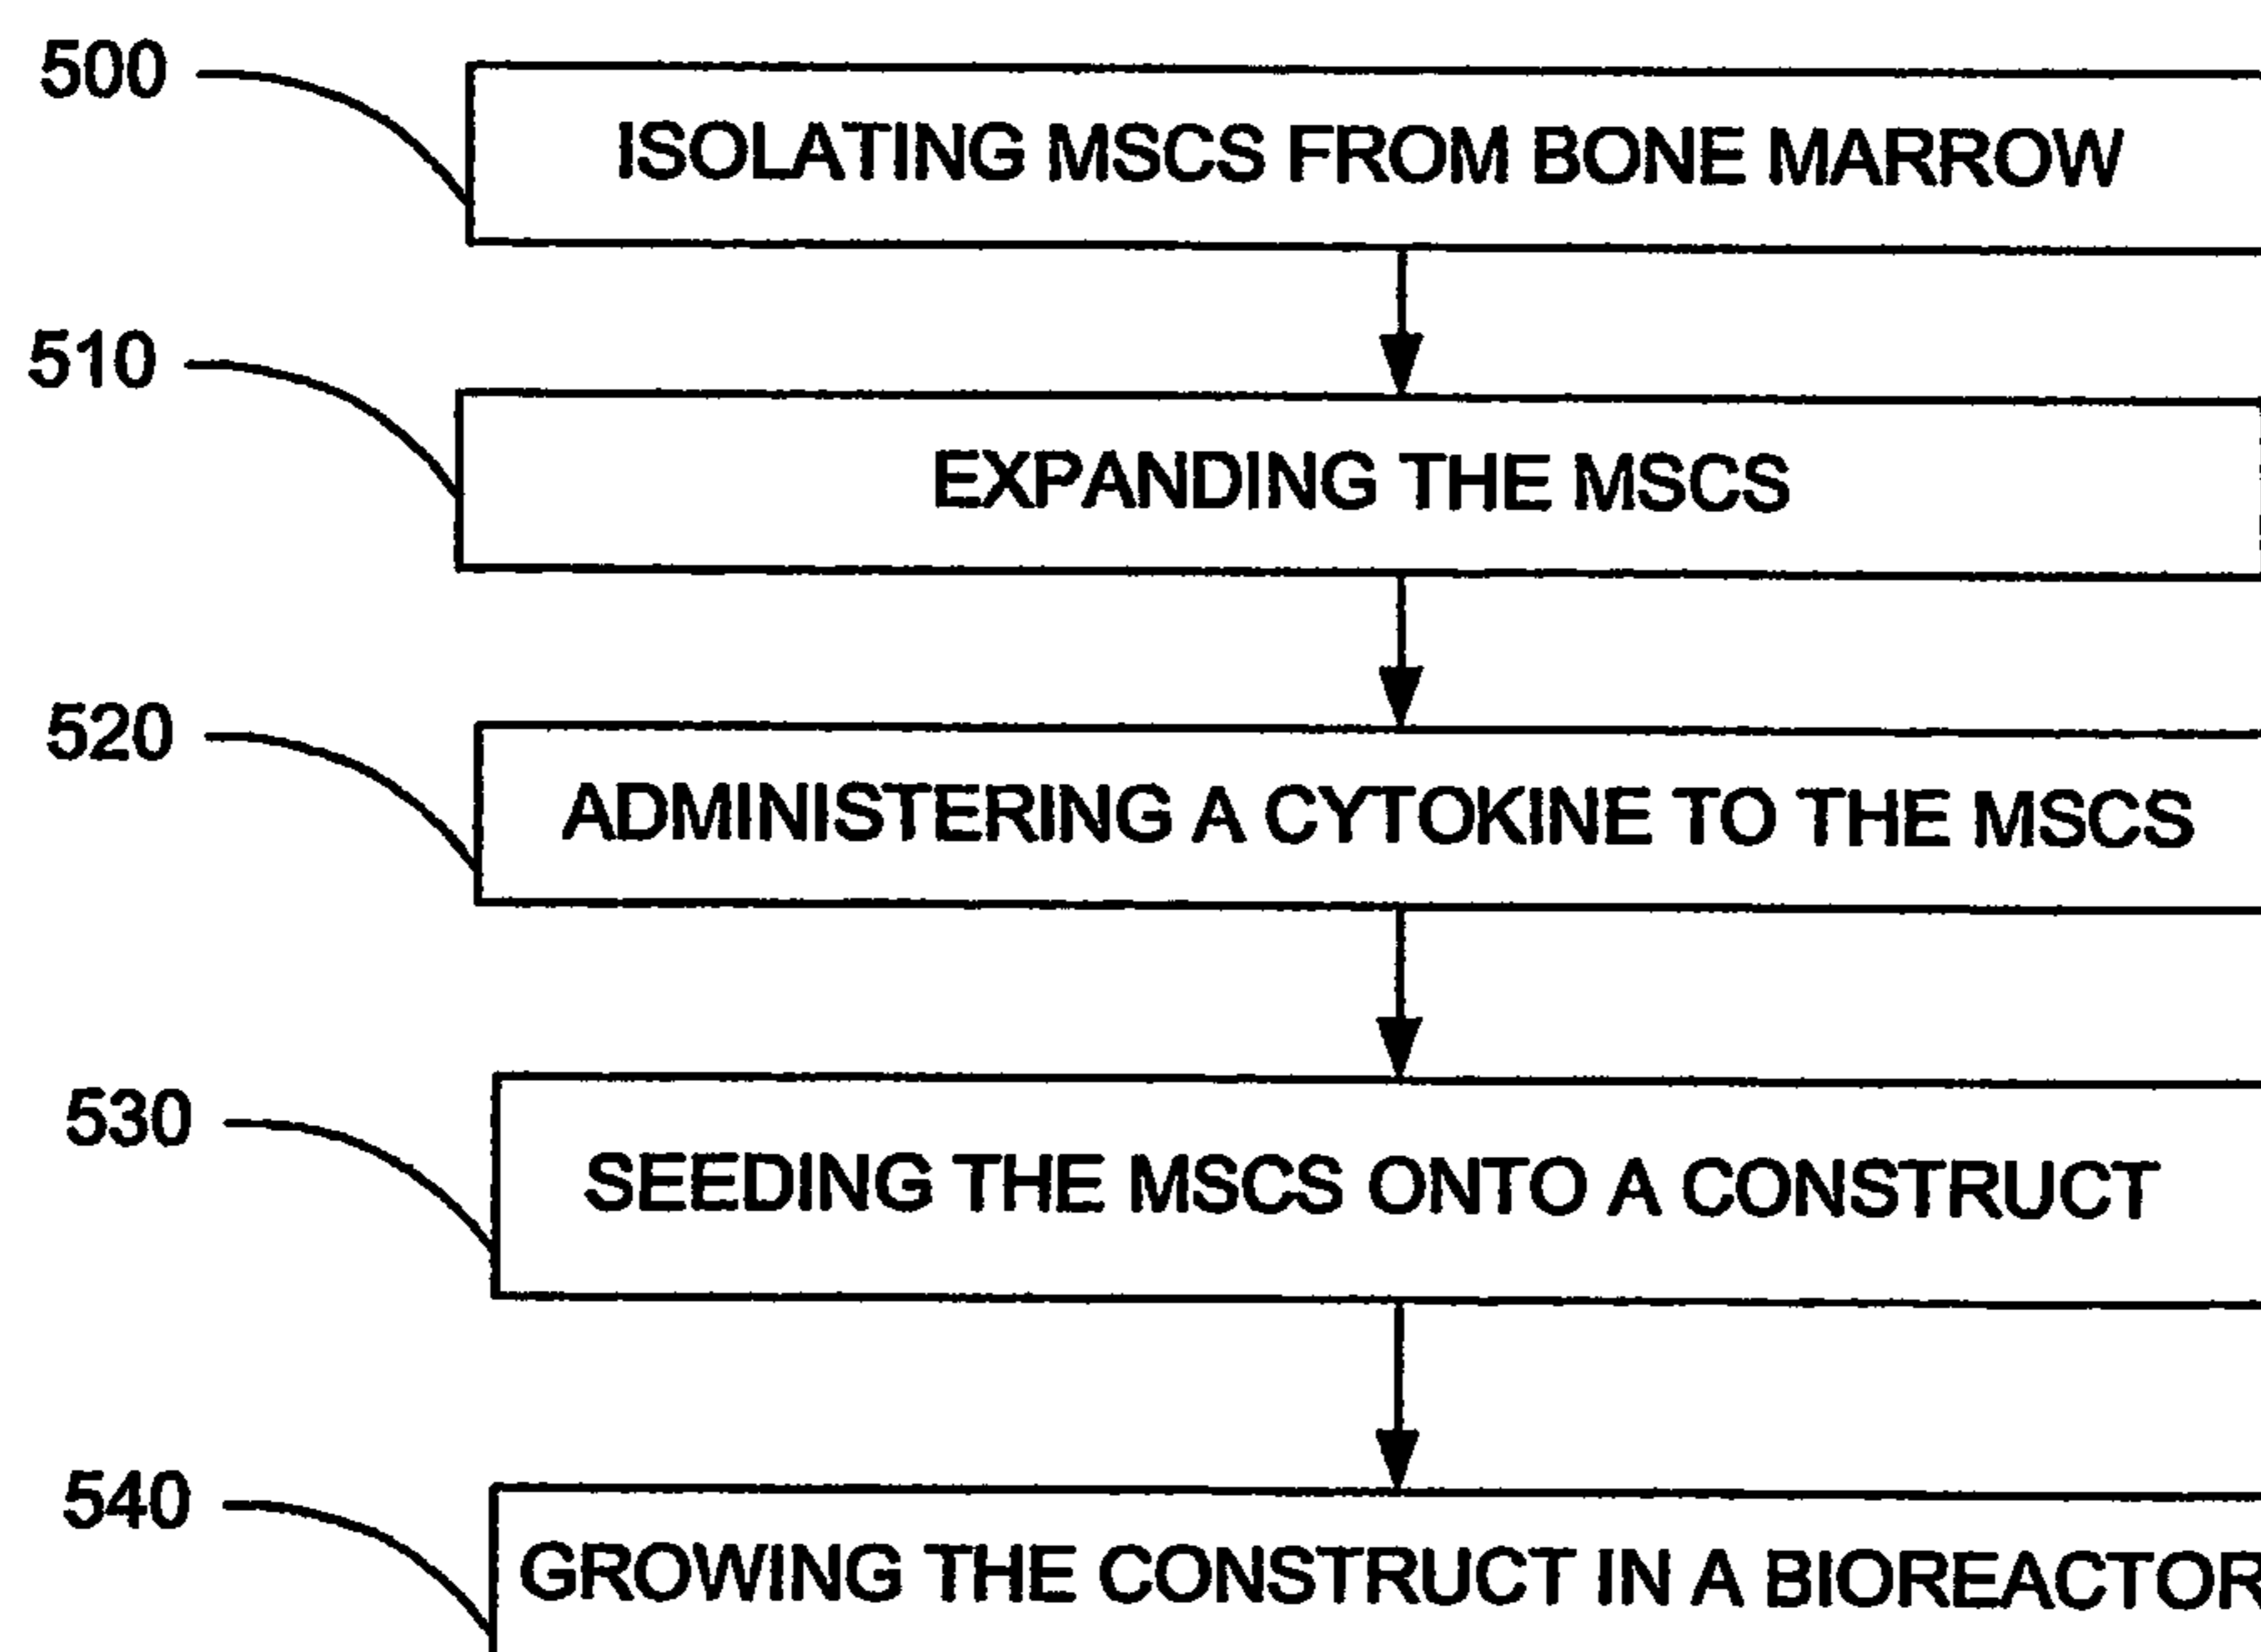 500
ISOLATING MSCS FROM BONE MARROW
510
EXPANDING THE MSCS
520
ADMINISTERING A CYTOKINE TO THE MSCS
530
SEEDING THE MSCS ONTO A CONSTRUCT
540
GROWING THE CONSTRUCT IN A BIOREACTOR